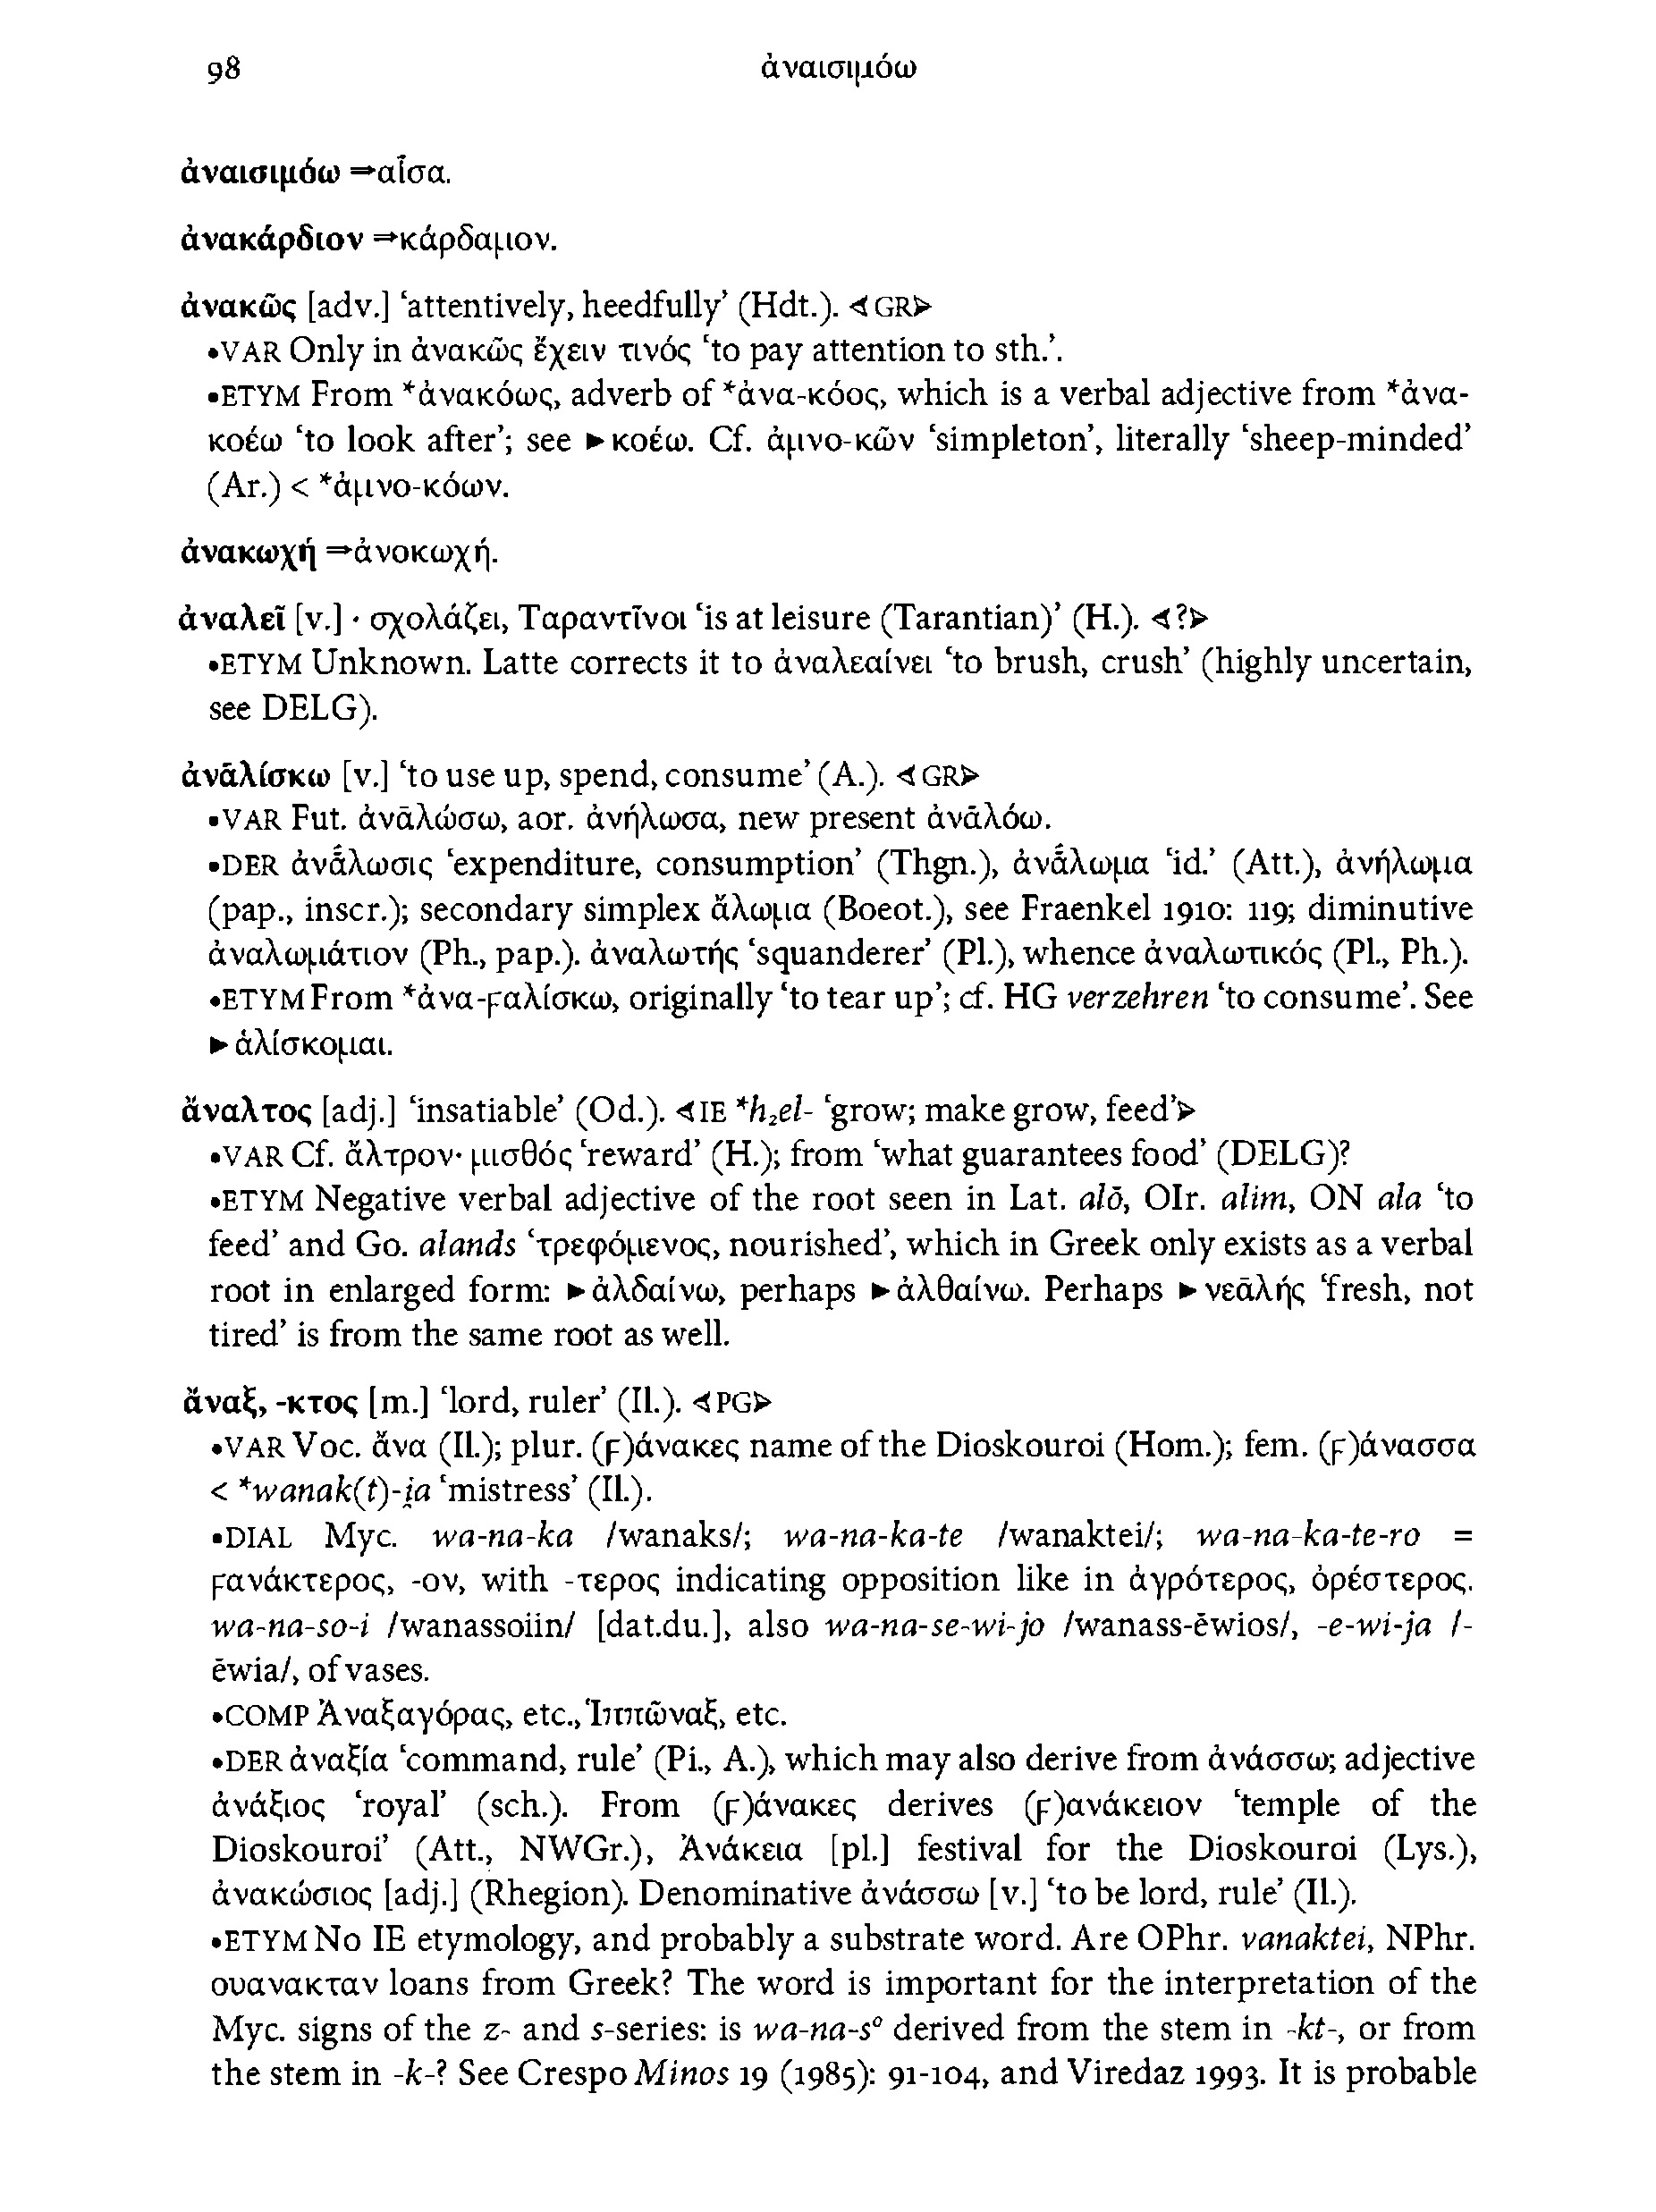 98 ἀναισιμόω
ἀναισιμόω ⇒αἶσα.
ἀνακάρδιον ⇒κάρδαμον.
ἀνακῶς [adv.] ‘attentively, heedfully’ (Hdt.). ⊲GR⊳
•VAR Only in ἀνακῶς ἔχειν τινός ‘to pay attention to sth.’.
•ETYM From *ἀνακόως, adverb of *ἀνα-κόος, which is a verbal adjective from *ἀνα-
κοέω ‘to look after’; see ►κοέω. Cf. ἀμνο-κῶν ‘simpleton’, literally ‘sheep-minded’
(Ar.) < *ἀμνο-κόων.
ἀνακωχή ⇒ἀνοκωχή.
ἀναλεῖ [v.] · σχολάζει, Ταραντῖνοι ‘is at leisure (Tarantian)’ (H.). ⊲?⊳
•ETYM Unknown. Latte corrects it to ἀναλεαίνει ‘to brush, crush’ (highly uncertain,
see DELG).
ἀνᾱλίσκω [v.] ‘to use up, spend, consume’ (A.). ⊲GR⊳
•VAR Fut. ἀνᾱλώσω, aor. ἀνήλωσα, new present ἀνᾱλόω.
•DER ἀνᾱ́λωσις ‘expenditure, consumption’ (Thgn.), ἀνᾱ́λωμα ‘id.’ (Att.), ἀνήλωμα
(pap., inscr.); secondary simplex ἄλωμα (Boeot.), see Fraenkel 1910: 119; diminutive
ἀναλωμάτιον (Ph., pap.). ἀναλωτής ‘squanderer’ (Pl.), whence ἀναλωτικός (Pl., Ph.).
•ETYM From *ἀνα-ϝαλίσκω, originally ‘to tear up’; cf. HG verzehren ‘to consume’. See
►ἁλίσκομαι.
ἄναλτος [adj.] ‘insatiable’ (Od.). ⊲IE *h₂el- ‘grow; make grow, feed’⊳
•VAR Cf. ἄλτρον· μισθός ‘reward’ (H.); from ‘what guarantees food’ (DELG)?
•ETYM Negative verbal adjective of the root seen in Lat. alō, OIr. alim, ON ala ‘to
feed’ and Go. alands ‘τρεφόμενος, nourished’, which in Greek only exists as a verbal
root in enlarged form: ►ἀλδαίνω, perhaps ►ἀλθαίνω. Perhaps ►νεᾱλής ‘fresh, not
tired’ is from the same root as well.
ἄναξ, -κτος [m.] ‘lord, ruler’ (Il.). ⊲PG⊳
•VAR Voc. ἄνα (Il.); plur. (ϝ)άνακες name of the Dioskouroi (Hom.); fem. (ϝ)άνασσα
< *wanak(t)-i̯a ‘mistress’ (Il.).
•DIAL Myc. wa-na-ka /wanaks/; wa-na-ka-te /wanaktei/; wa-na-ka-te-ro =
ϝανάκτερος, -ον, with -τερος indicating opposition like in ἀγρότερος, ὀρέστερος.
wa-na-so-i /wanassoiin/ [dat.du.], also wa-na-se-wi-jo /wanass-ēwios/, -e-wi-ja /-
ēwia/, of vases.
•COMP Ἀναξαγόρας, etc., Ἱππῶναξ, etc.
•DER ἀναξία ‘command, rule’ (Pi., A.), which may also derive from ἀνάσσω; adjective
ἀνάξιος ‘royal’ (sch.). From (ϝ)άνακες derives (ϝ)ανάκειον ‘temple of the
Dioskouroi’ (Att., NWGr.), Ἀνάκεια [pl.] festival for the Dioskouroi (Lys.),
ἀνακώσιος [adj.] (Rhegion). Denominative ἀνάσσω [v.] ‘to be lord, rule’ (Il.).
•ETYM No IE etymology, and probably a substrate word. Are OPhr. vanaktei, NPhr.
ουανακταν loans from Greek? The word is important for the interpretation of the
Myc. signs of the z- and s-series: is wa-na-s° derived from the stem in -kt-, or from
the stem in -k-? See Crespo Minos 19 (1985): 91-104, and Viredaz 1993. It is probable